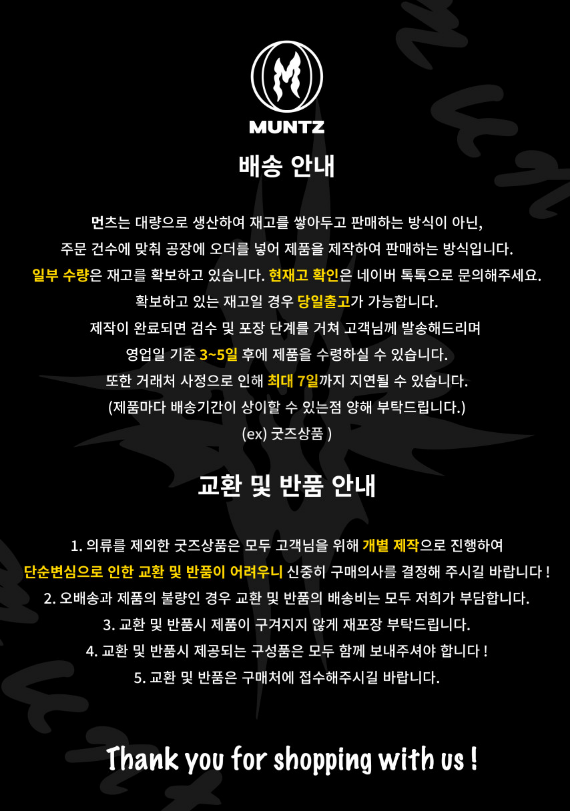 MUNTZ
배송 안내
먼츠는 대량으로 생산하여 재고를 쌓아두고 판매하는 방식이 아닌,
주문 건수에 맞춰 공장에 오더를 넣어 제품을 제작하여 판매하는 방식입니다.
일부 수량은 재고를 확보하고 있습니다. 현재고 확인은 네이버 톡톡으로 문의해주세요.
확보하고 있는 재고일 경우 당일출고가 가능합니다.
제작이 완료되면 검수 및 포장 단계를 거쳐 고객님께 발송해드리며
영업일 기준 3~5일 후에 제품을 수령하실 수 있습니다.
또한 거래처 사정으로 인해 최대 7일까지 지연될 수 있습니다.
(제품마다 배송기간이 상이할 수 있는점 양해 부탁드립니다.)
(ex) 굿즈상품 )
교환 및 반품 안내
1. 의류를 제외한 굿즈상품은 모두 고객님을 위해 개별 제작으로 진행하여
단순변심으로 인한 교환 및 반품이 어려우니 신중히 구매의사를 결정해 주시길 바랍니다 !
2. 오배송과 제품의 불량인 경우 교환 및 반품의 배송비는 모두 저희가 부담합니다.
3. 교환 및 반품시 제품이 구겨지지 않게 재포장 부탁드립니다.
4. 교환 및 반품시 제공되는 구성품은 모두 함께 보내주셔야 합니다 !
5. 교환 및 반품은 구매처에 접수해주시길 바랍니다.
Thank you for shopping with us !